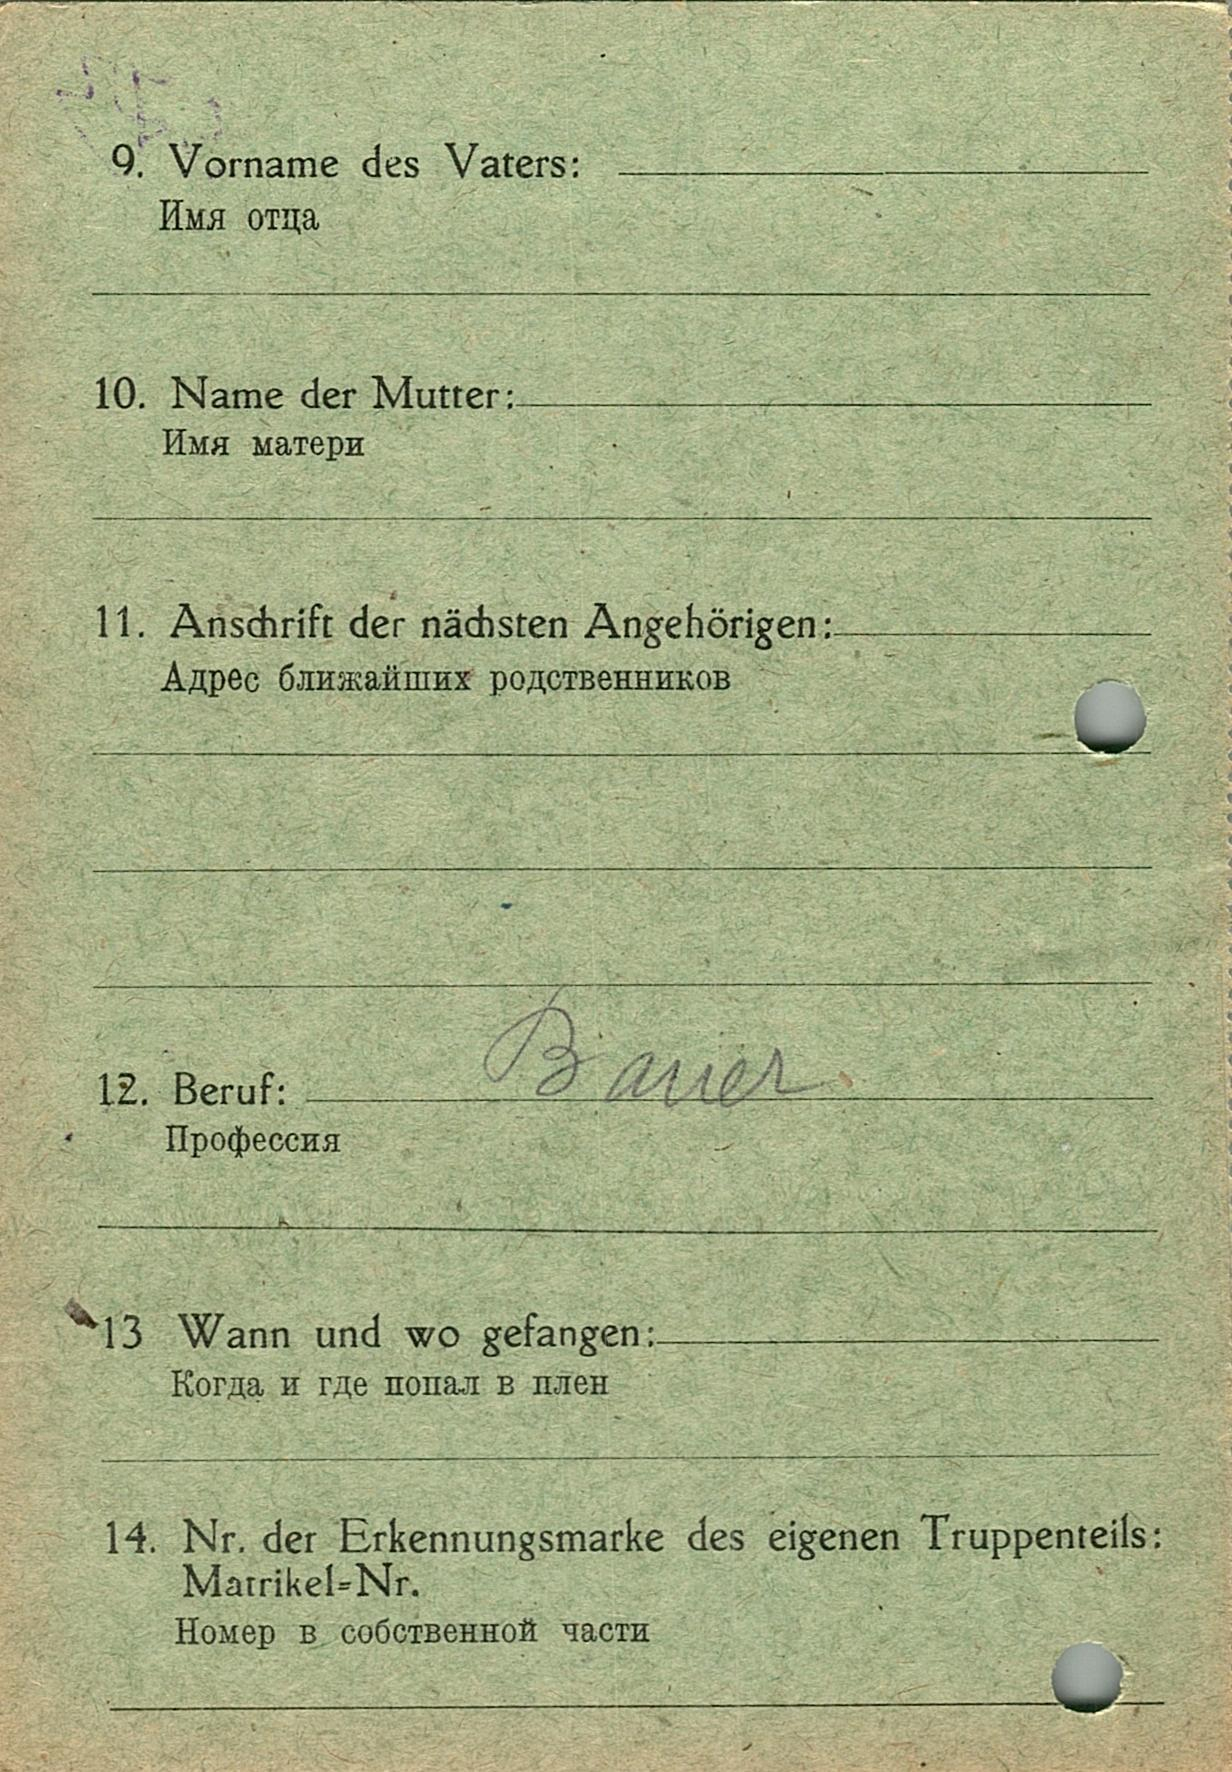 9. Vorname des Vaters:
Имя отца
10. Name der Mutter:
Имя матери
11. Anschrift der nächsten Angehörigen:
Адрес ближайших родственников
12. Beruf: Bauer
Профессия
13 Wann und wo gefangen:
Когда и где попал в плен
14. Nr. der Erkennungsmarke des eigenen Truppenteils:
Matrikel=Nr.
Номер в собственной части